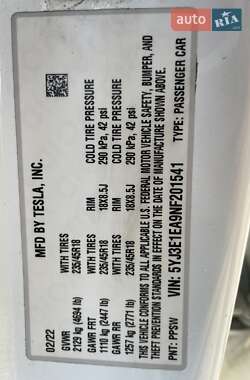 auto
RIA
.com
MFD BY TESLA, INC.
02/22
GVWR
2129 kg (4694 lb)
GAWR FRT WITH TIRES RIM COLD TIRE PRESSURE
1110 kg (2447 lb) 235/45R18 18X8.5J 290 kPa, 42 psi
GAWR RR WITH TIRES RIM COLD TIRE PRESSURE
1257 kg (2771 lb) 235/45R18 18X8.5J 290 kPa, 42 psi
THIS VEHICLE CONFORMS TO ALL APPLICABLE U.S. FEDERAL MOTOR VEHICLE SAFETY, BUMPER, AND
THEFT PREVENTION STANDARDS IN EFFECT ON THE DATE OF MANUFACTURE SHOWN ABOVE.
PNT: PPSW VIN: 5YJ3E1EA9NF201541 TYPE: PASSENGER CAR